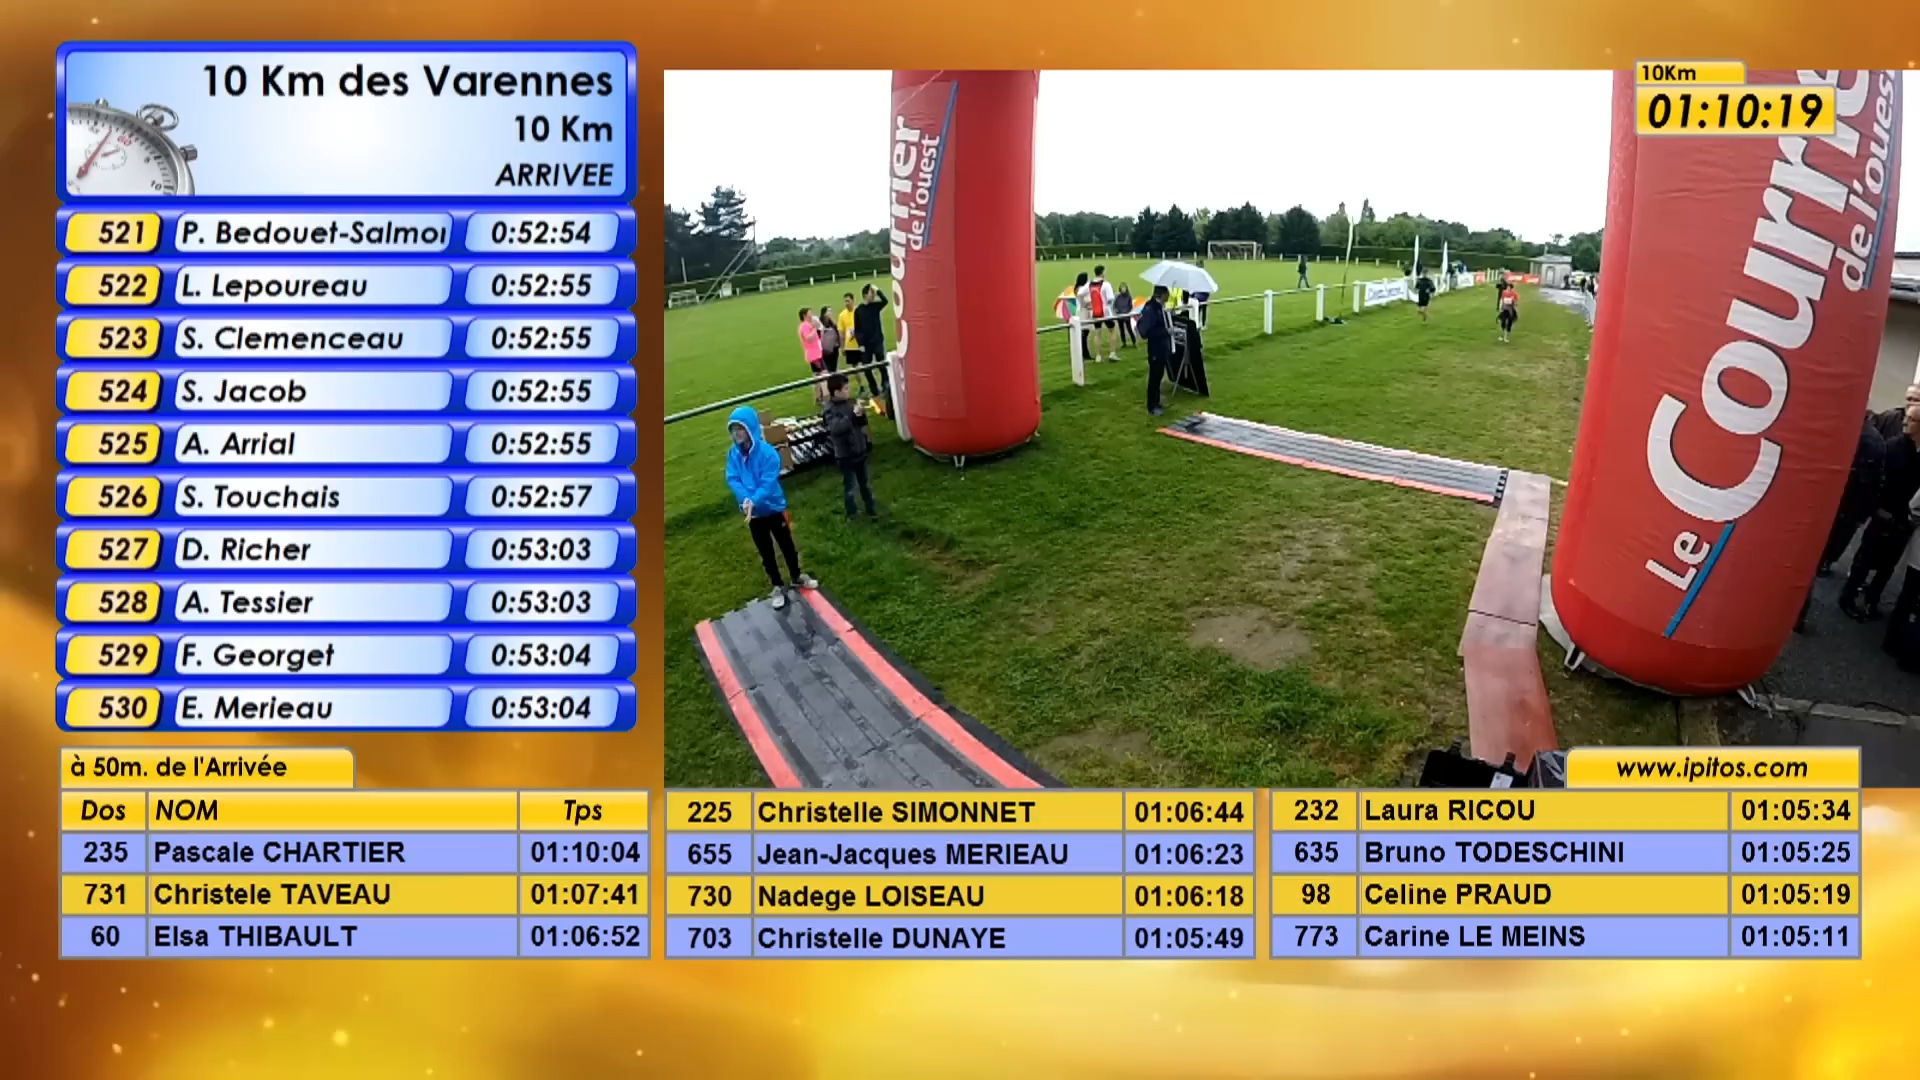 10 Km des Varennes
10 Km
ARRIVEE
521 P. Bedouet-Salmon 0:52:54
522 L. Lepoureau 0:52:55
523 S. Clemenceau 0:52:55
524 S. Jacob 0:52:55
525 A. Arrial 0:52:55
526 S. Touchais 0:52:57
527 D. Richer 0:53:03
528 A. Tessier 0:53:03
529 F. Georget 0:53:04
530 E. Merieau 0:53:04
10Km
01:10:19
Courrier
de l'ouest
Le Courrier
de l'ouest
à 50m. de l'Arrivée
www.ipitos.com
Dos NOM Tps
235 Pascale CHARTIER 01:10:04
731 Christele TAVEAU 01:07:41
60 Elsa THIBAULT 01:06:52
225 Christelle SIMONNET 01:06:44
655 Jean-Jacques MERIEAU 01:06:23
730 Nadege LOISEAU 01:06:18
703 Christelle DUNAYE 01:05:49
232 Laura RICOU 01:05:34
635 Bruno TODESCHINI 01:05:25
98 Celine PRAUD 01:05:19
773 Carine LE MEINS 01:05:11